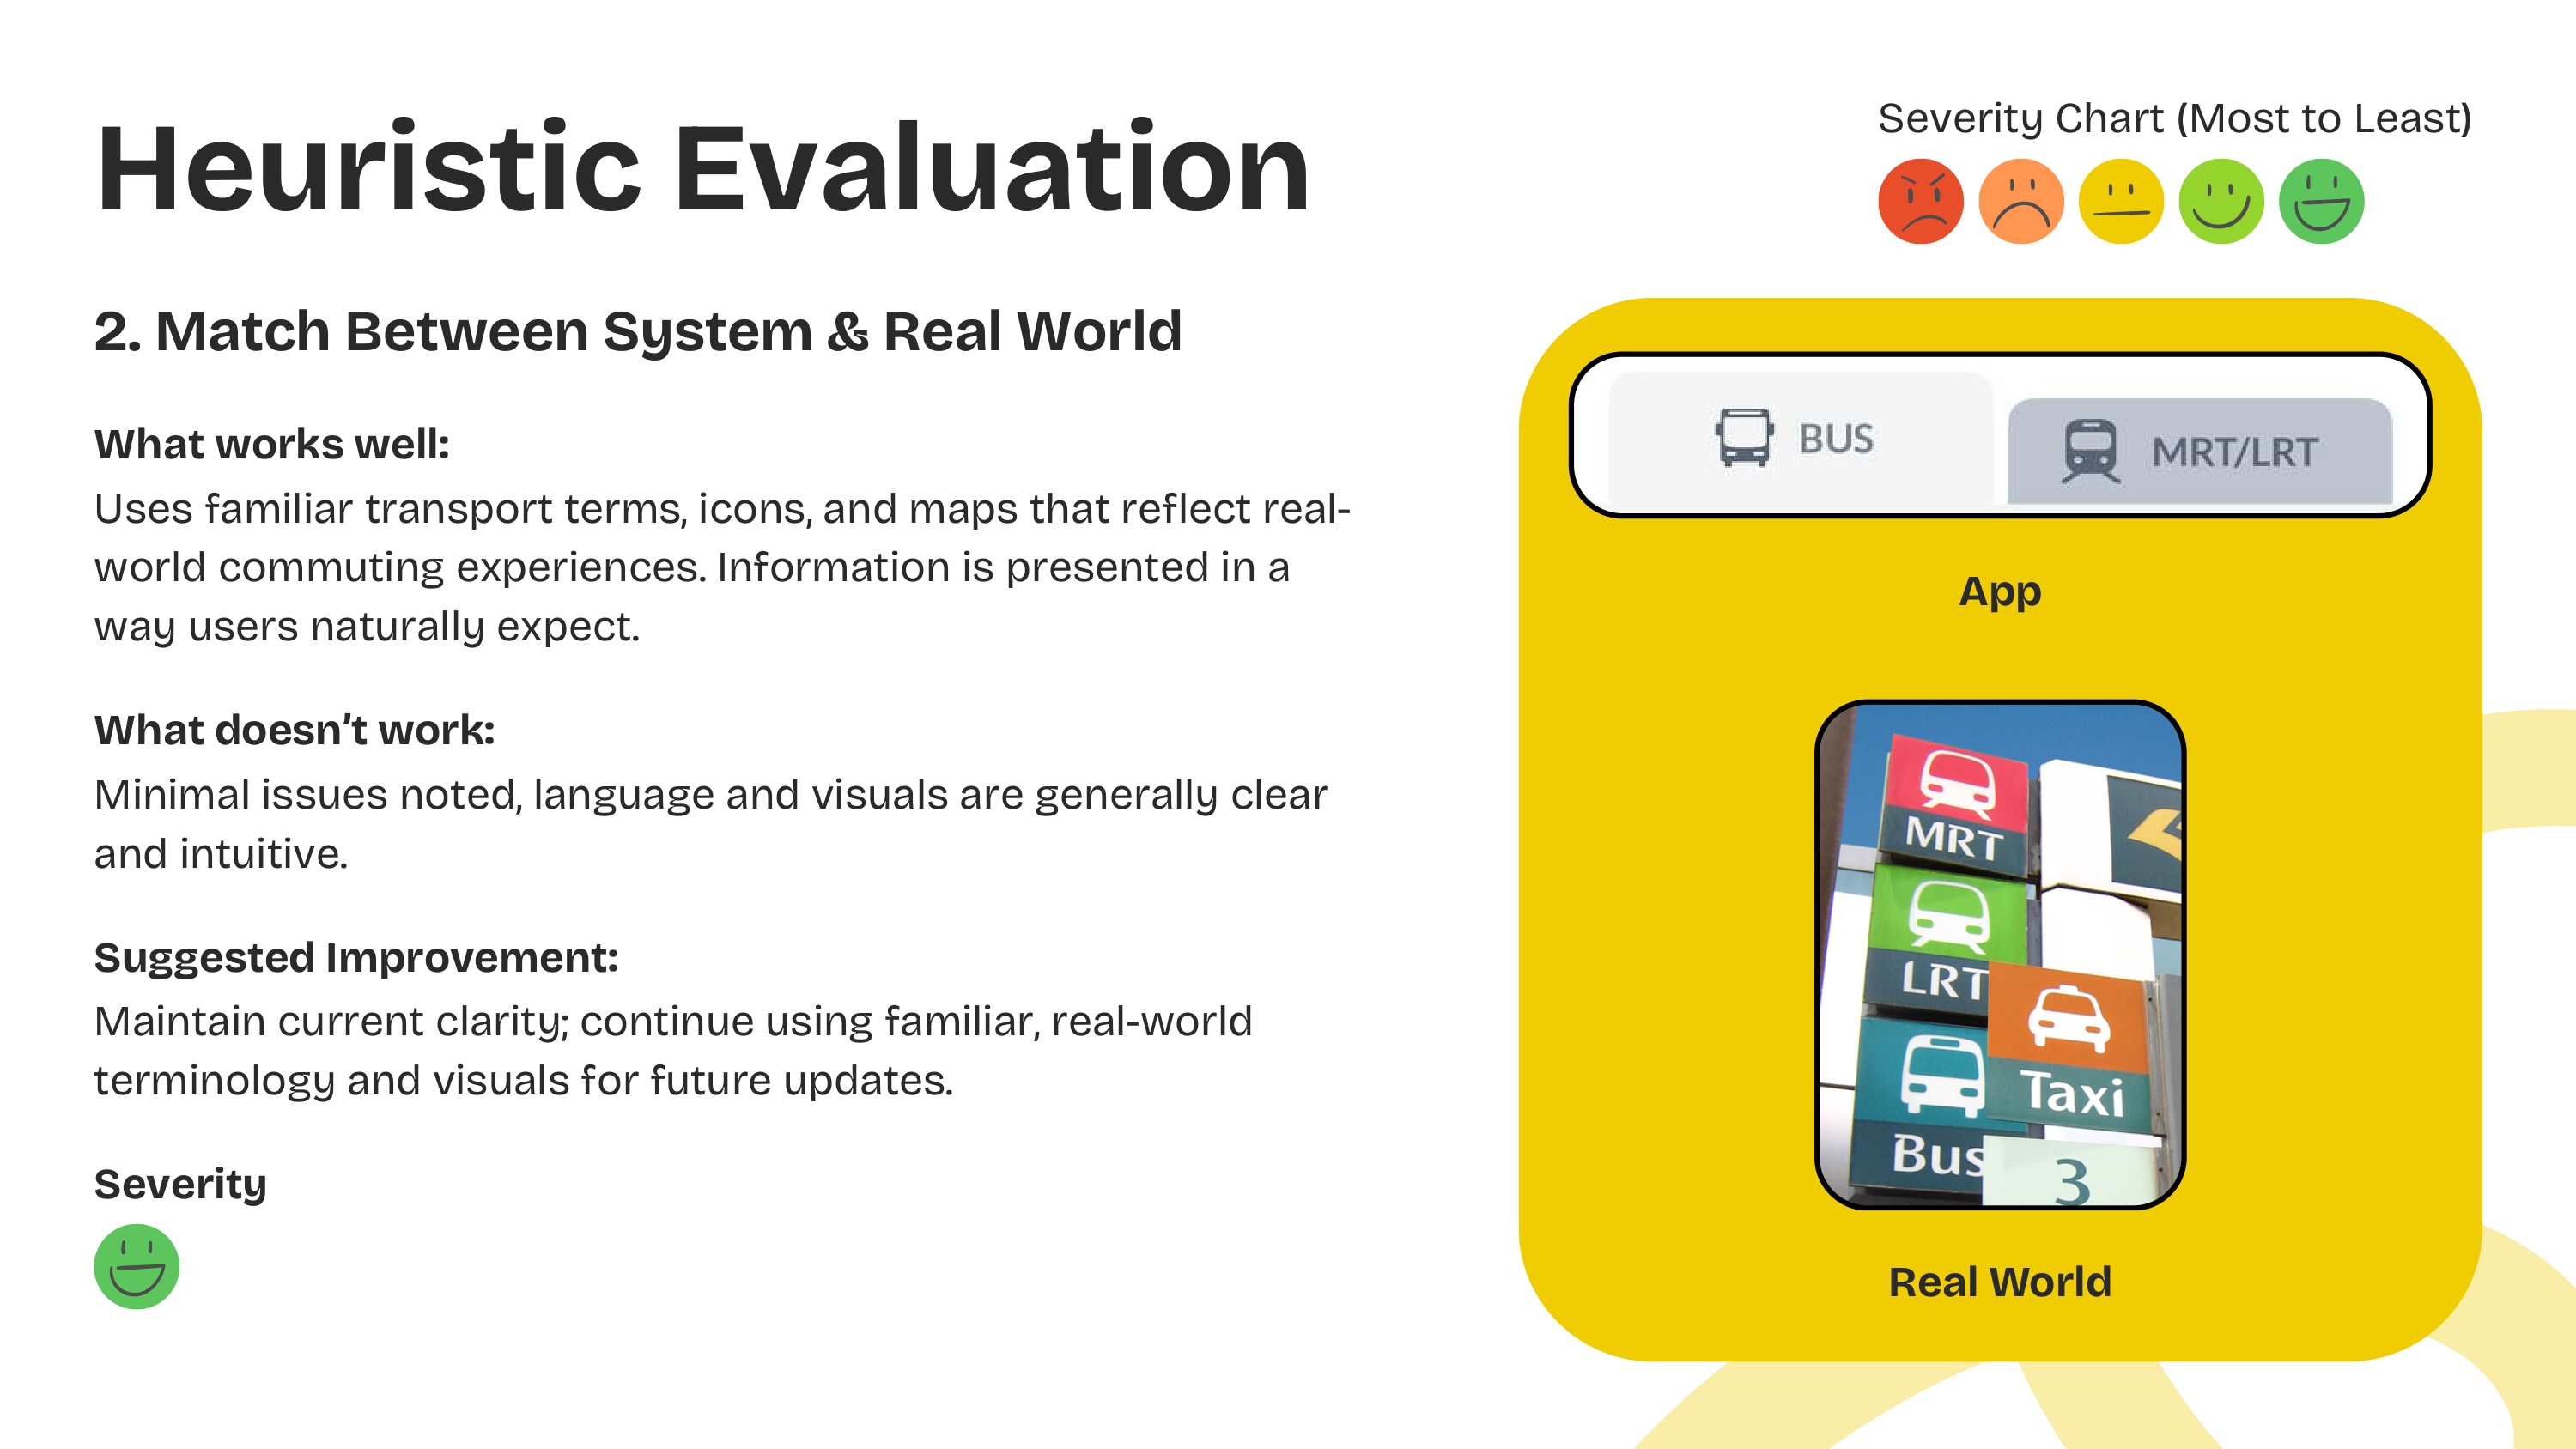 Heuristic Evaluation
Severity Chart (Most to Least)
2. Match Between System & Real World
What works well:
Uses familiar transport terms, icons, and maps that reflect real-
world commuting experiences. Information is presented in a
way users naturally expect.
What doesn’t work:
Minimal issues noted, language and visuals are generally clear
and intuitive.
Suggested Improvement:
Maintain current clarity; continue using familiar, real-world
terminology and visuals for future updates.
Severity
BUS
MRT/LRT
App
MRT
LRT
Taxi
Bus
3
Real World